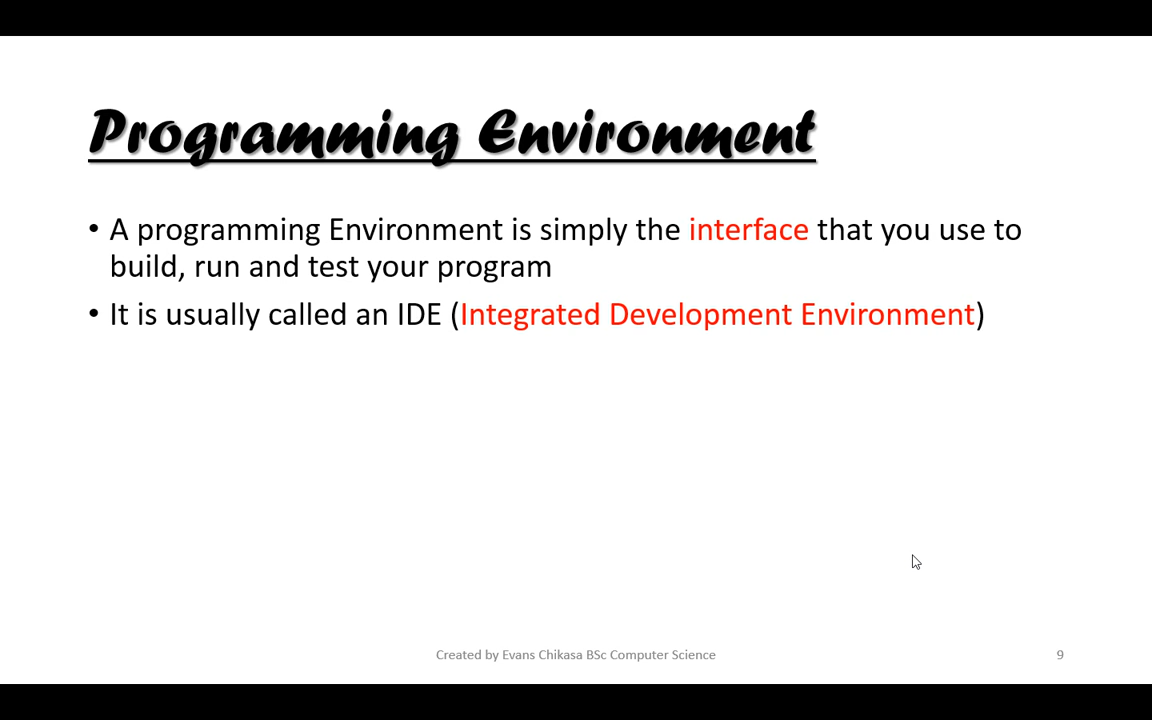 Programming Environment
• A programming Environment is simply the interface that you use to
build, run and test your program
• It is usually called an IDE (Integrated Development Environment)
Created by Evans Chikasa BSc Computer Science
9